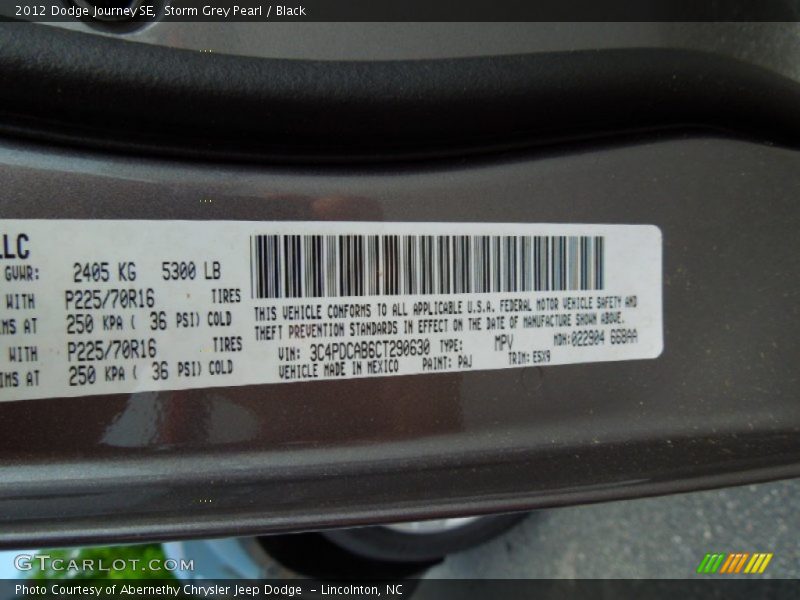 2012 Dodge Journey SE, Storm Grey Pearl / Black
LLC
GVWR: 2405 KG 5300 LB
WITH P225/70R16 TIRES
MS AT 250 KPA ( 36 PSI) COLD
WITH P225/70R16 TIRES
IMS AT 250 KPA ( 36 PSI) COLD
THIS VEHICLE CONFORMS TO ALL APPLICABLE U.S.A. FEDERAL MOTOR VEHICLE SAFETY AND
THEFT PREVENTION STANDARDS IN EFFECT ON THE DATE OF MANUFACTURE SHOWN ABOVE.
VIN: 3C4PDCAB6CT290630 TYPE: MPV MDH:022904 668AA
VEHICLE MADE IN MEXICO PAINT: PAJ TRIM: E5X9
GTcarlot.com
Photo Courtesy of Abernethy Chrysler Jeep Dodge - Lincolnton, NC